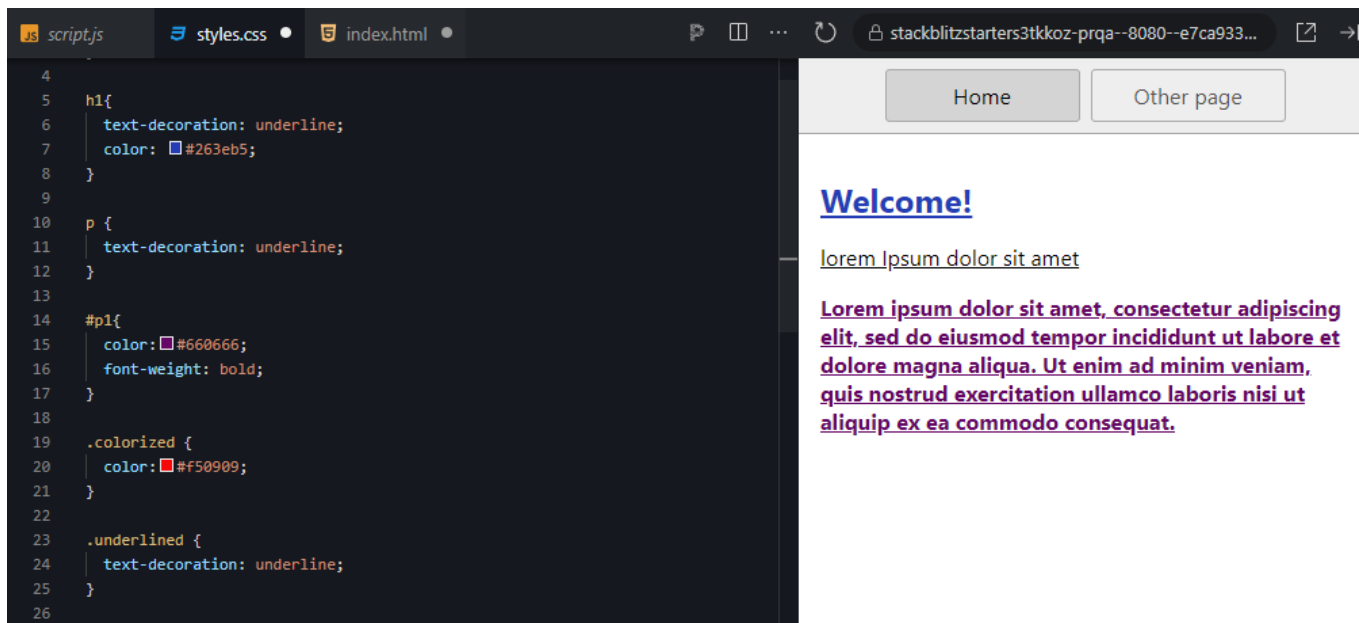 JS script.js styles.css index.html
stackblitzstarters3tkkoz-prqa--8080--e7ca933...
4
5 h1{
6 text-decoration: underline;
7 color: #263eb5;
8 }
9
10 p {
11 text-decoration: underline;
12 }
13
14 #p1{
15 color:#660666;
16 font-weight: bold;
17 }
18
19 .colorized {
20 color:#f50909;
21 }
22
23 .underlined {
24 text-decoration: underline;
25 }
26
Home Other page
Welcome!
lorem Ipsum dolor sit amet
Lorem ipsum dolor sit amet, consectetur adipiscing
elit, sed do eiusmod tempor incididunt ut labore et
dolore magna aliqua. Ut enim ad minim veniam,
quis nostrud exercitation ullamco laboris nisi ut
aliquip ex ea commodo consequat.